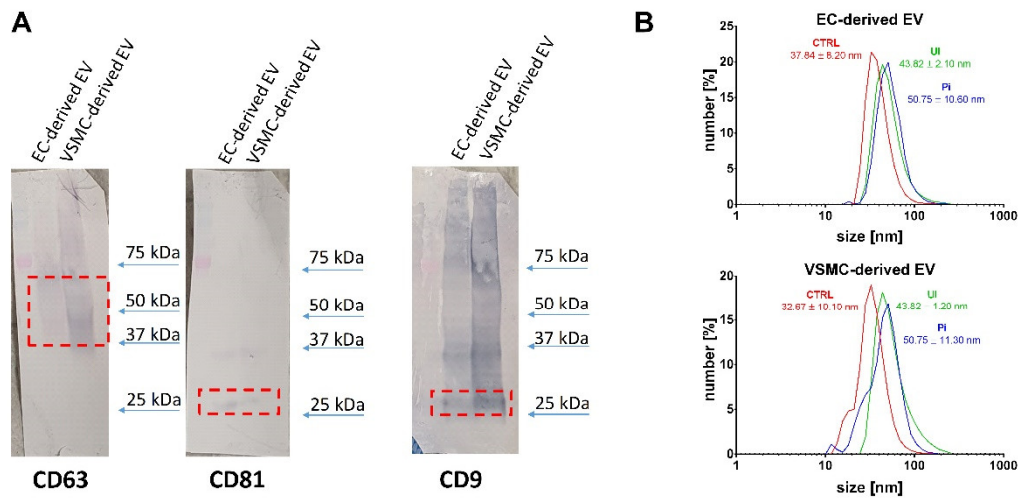 A
EC-derived EV
VSMC-derived EV
75 kDa
50 kDa
37 kDa
25 kDa
CD63
EC-derived EV
VSMC-derived EV
75 kDa
50 kDa
37 kDa
25 kDa
CD81
EC-derived EV
VSMC-derived EV
75 kDa
50 kDa
37 kDa
25 kDa
CD9
B
EC-derived EV
number [%]
25
20
15
10
5
0
CTRL
37.84 ± 8.20 nm
UI
43.82 ± 2.10 nm
Pi
50.75 ± 10.60 nm
1 10 100 1000
size [nm]
VSMC-derived EV
number [%]
20
15
10
5
0
CTRL
32.67 ± 10.10 nm
UI
43.82 ± 1.20 nm
Pi
50.75 ± 11.30 nm
1 10 100 1000
size [nm]